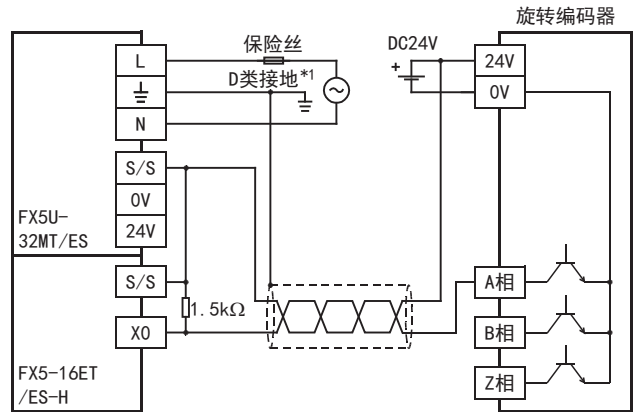 旋转编码器
保险丝
DC24V
L
24V
D类接地*1
+
0V
N
S/S
0V
FX5U-
32MT/ES
24V
S/S
A相
1.5kΩ
X0
B相
FX5-16ET
/ES-H
Z相